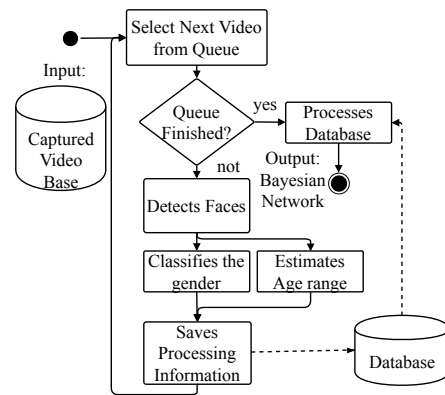 Select Next Video
from Queue
Input:
Captured
Video
Base
Queue
Finished?
yes
not
Processes
Database
Output:
Bayesian
Network
Detects Faces
Classifies the
gender
Estimates
Age range
Saves
Processing
Information
Database